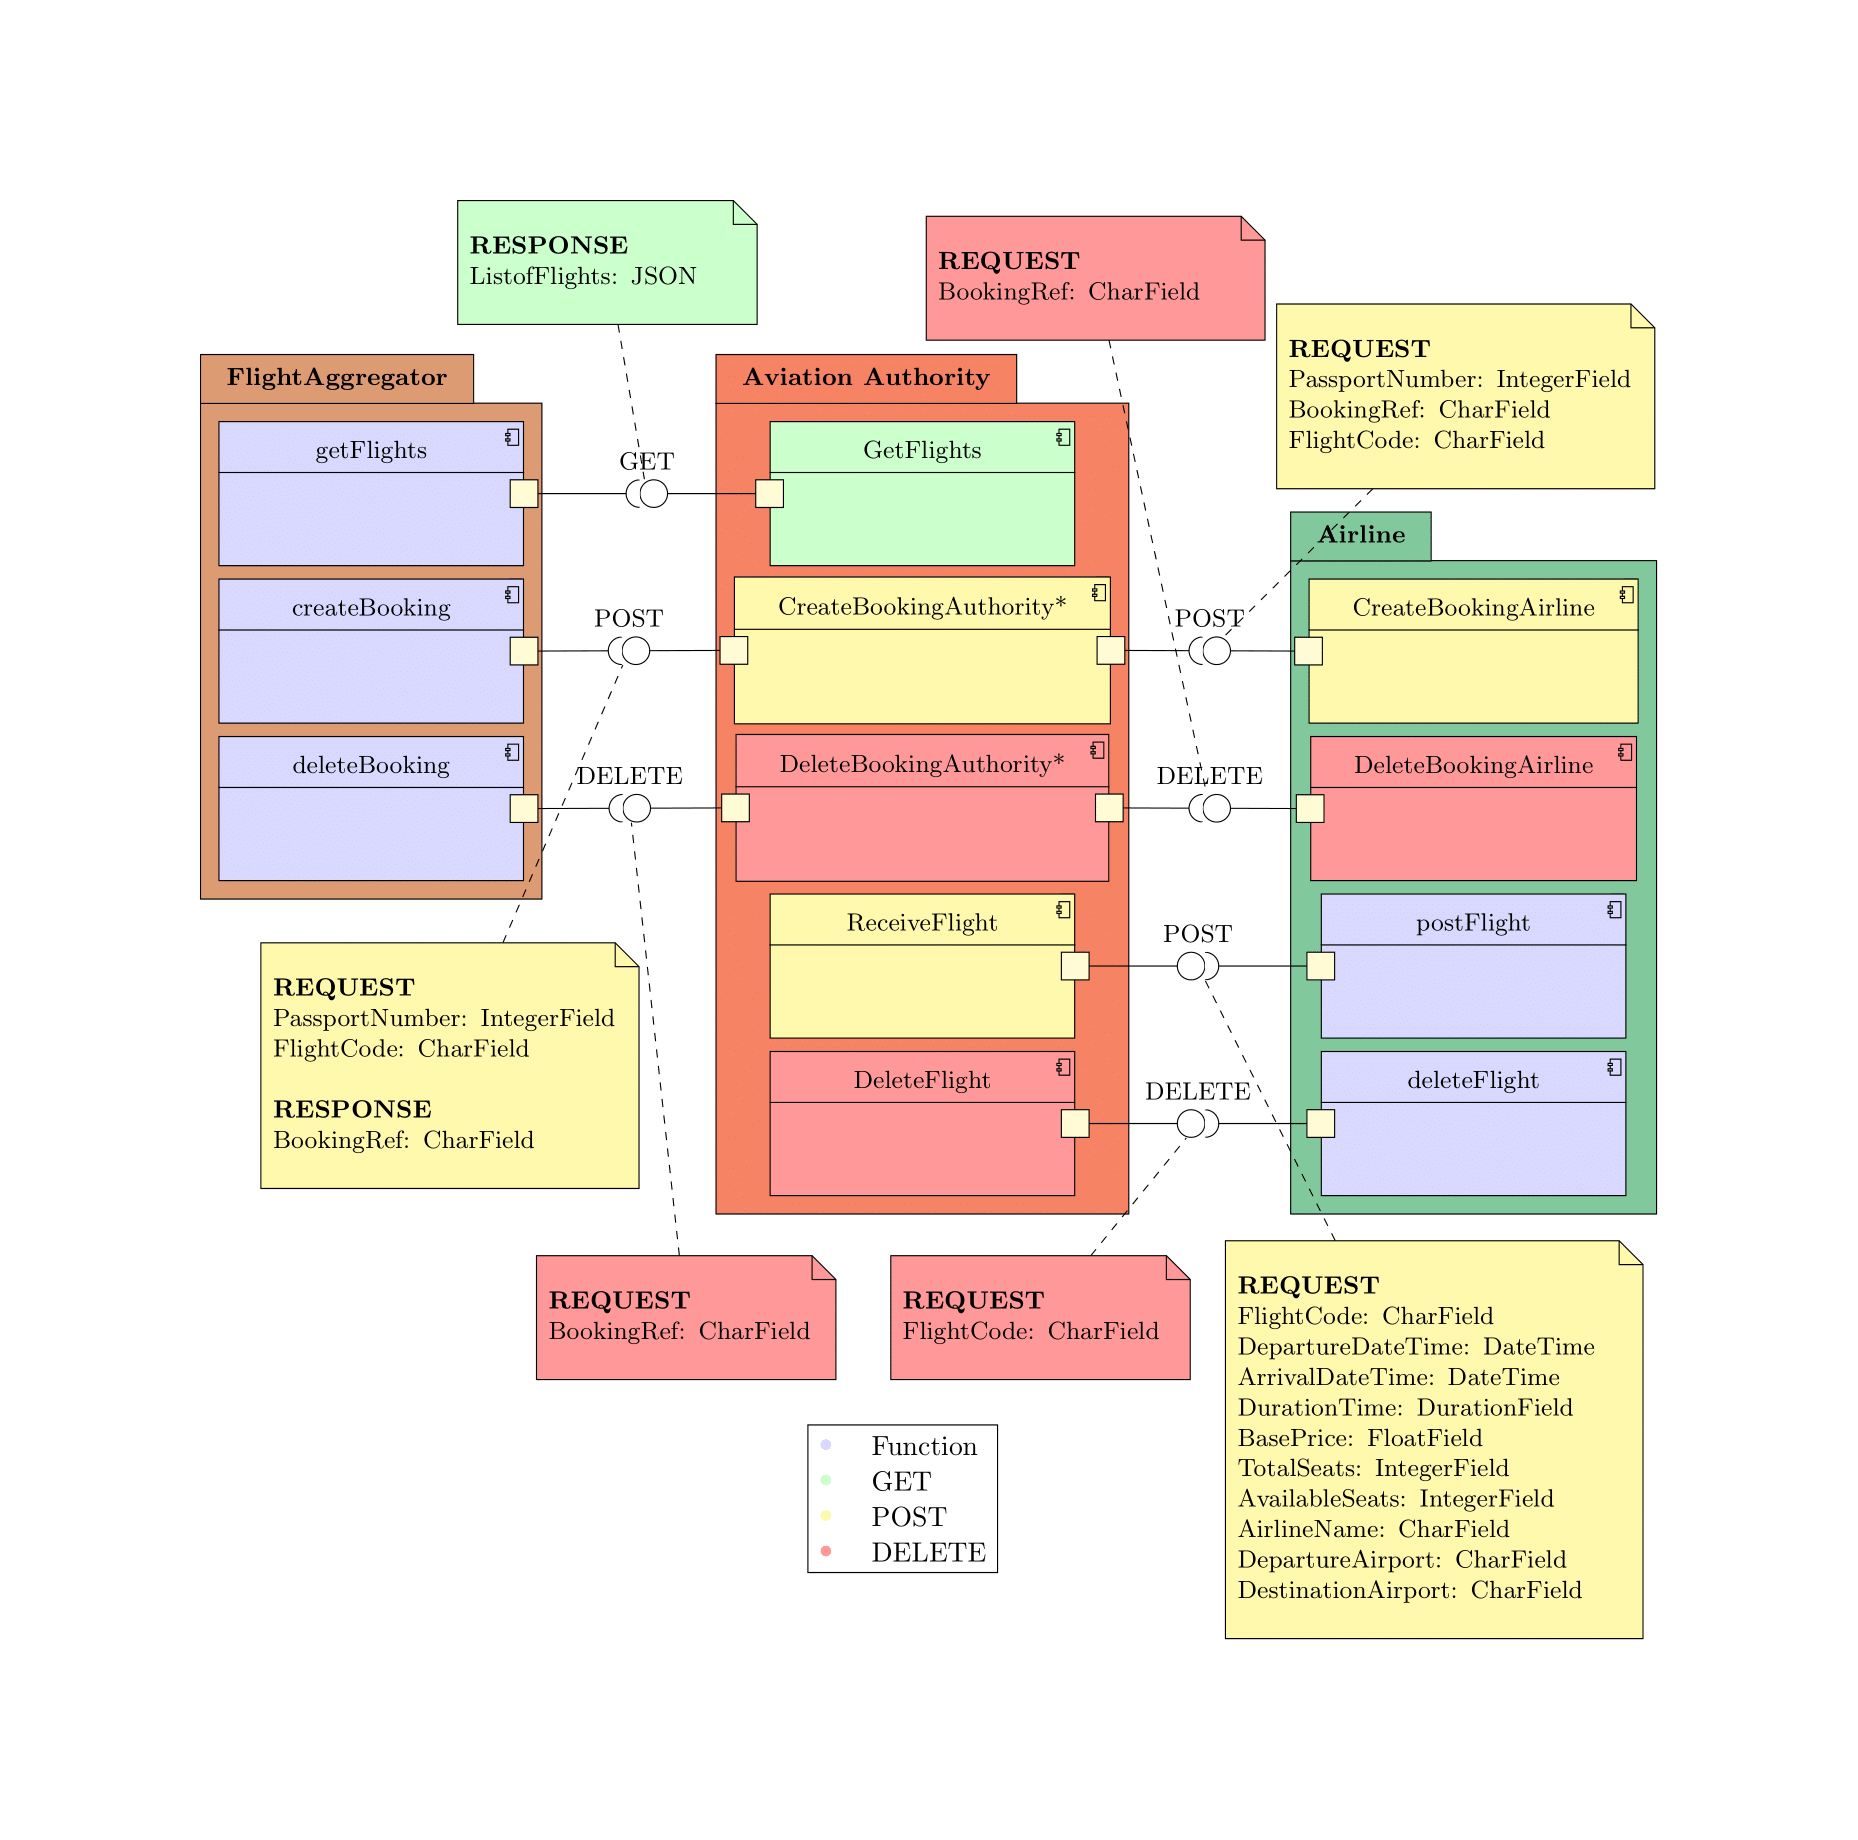 RESPONSE
ListofFlights: JSON
REQUEST
BookingRef: CharField
REQUEST
PassportNumber: IntegerField
BookingRef: CharField
FlightCode: CharField
FlightAggregator
getFlights
createBooking
deleteBooking
GET
POST
DELETE
Aviation Authority
GetFlights
CreateBookingAuthority*
DeleteBookingAuthority*
ReceiveFlight
DeleteFlight
POST
DELETE
POST
DELETE
Airline
CreateBookingAirline
DeleteBookingAirline
postFlight
deleteFlight
REQUEST
PassportNumber: IntegerField
FlightCode: CharField
RESPONSE
BookingRef: CharField
REQUEST
BookingRef: CharField
REQUEST
FlightCode: CharField
REQUEST
FlightCode: CharField
DepartureDateTime: DateTime
ArrivalDateTime: DateTime
DurationTime: DurationField
BasePrice: FloatField
TotalSeats: IntegerField
AvailableSeats: IntegerField
AirlineName: CharField
DepartureAirport: CharField
DestinationAirport: CharField
Function
GET
POST
DELETE